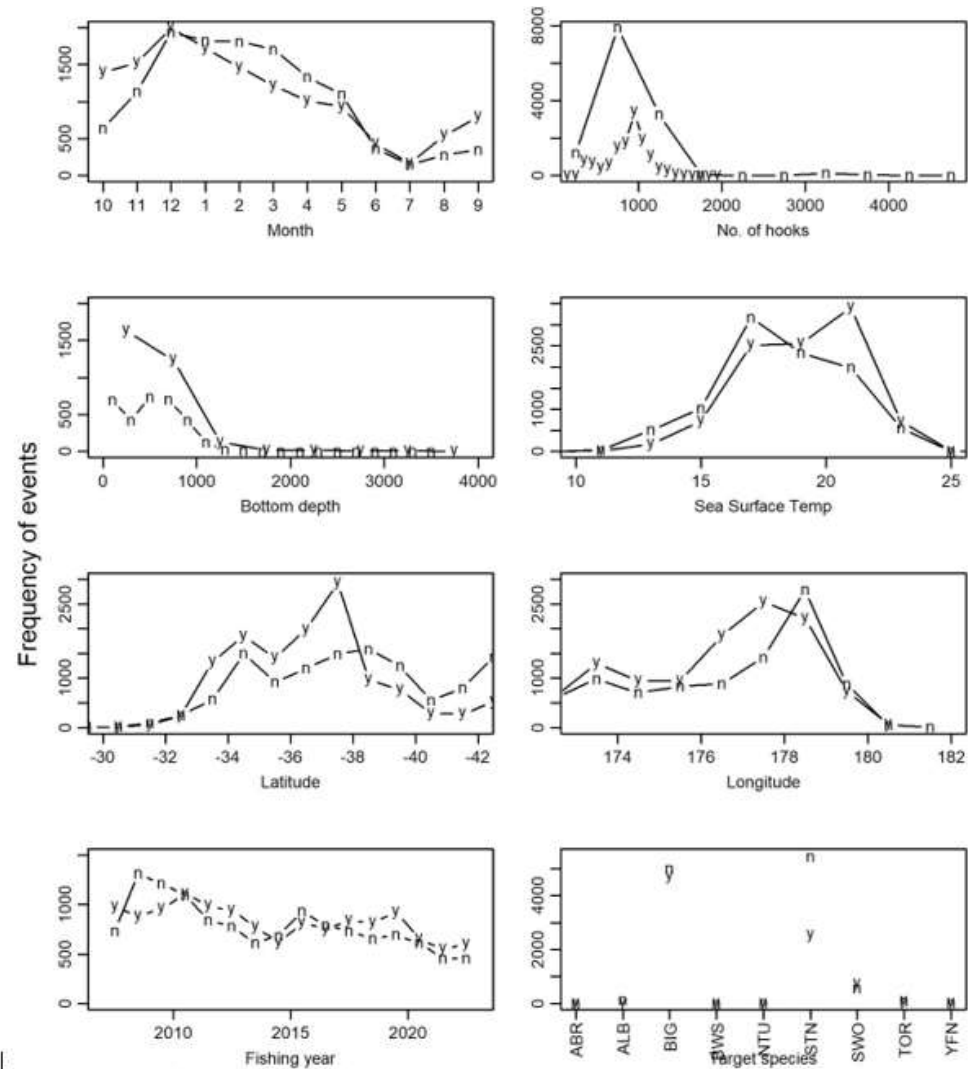 0 500 1500
10 11 12 1 2 3 4 5 6 7 8 9
Month
0 4000 8000
1000 2000 3000 4000
No. of hooks
0 500 1500
0 1000 2000 3000 4000
Bottom depth
0 1000 2500
10 15 20 25
Sea Surface Temp
Frequency of events
0 1000 2500
-30 -32 -34 -36 -38 -40 -42
Latitude
0 1000 2500
174 176 178 180 182
Longitude
0 500 1000
2010 2015 2020
Fishing year
0 2000 4000
ABR ALB BIG BWS NTU STN SWO TOR YFN
Target species